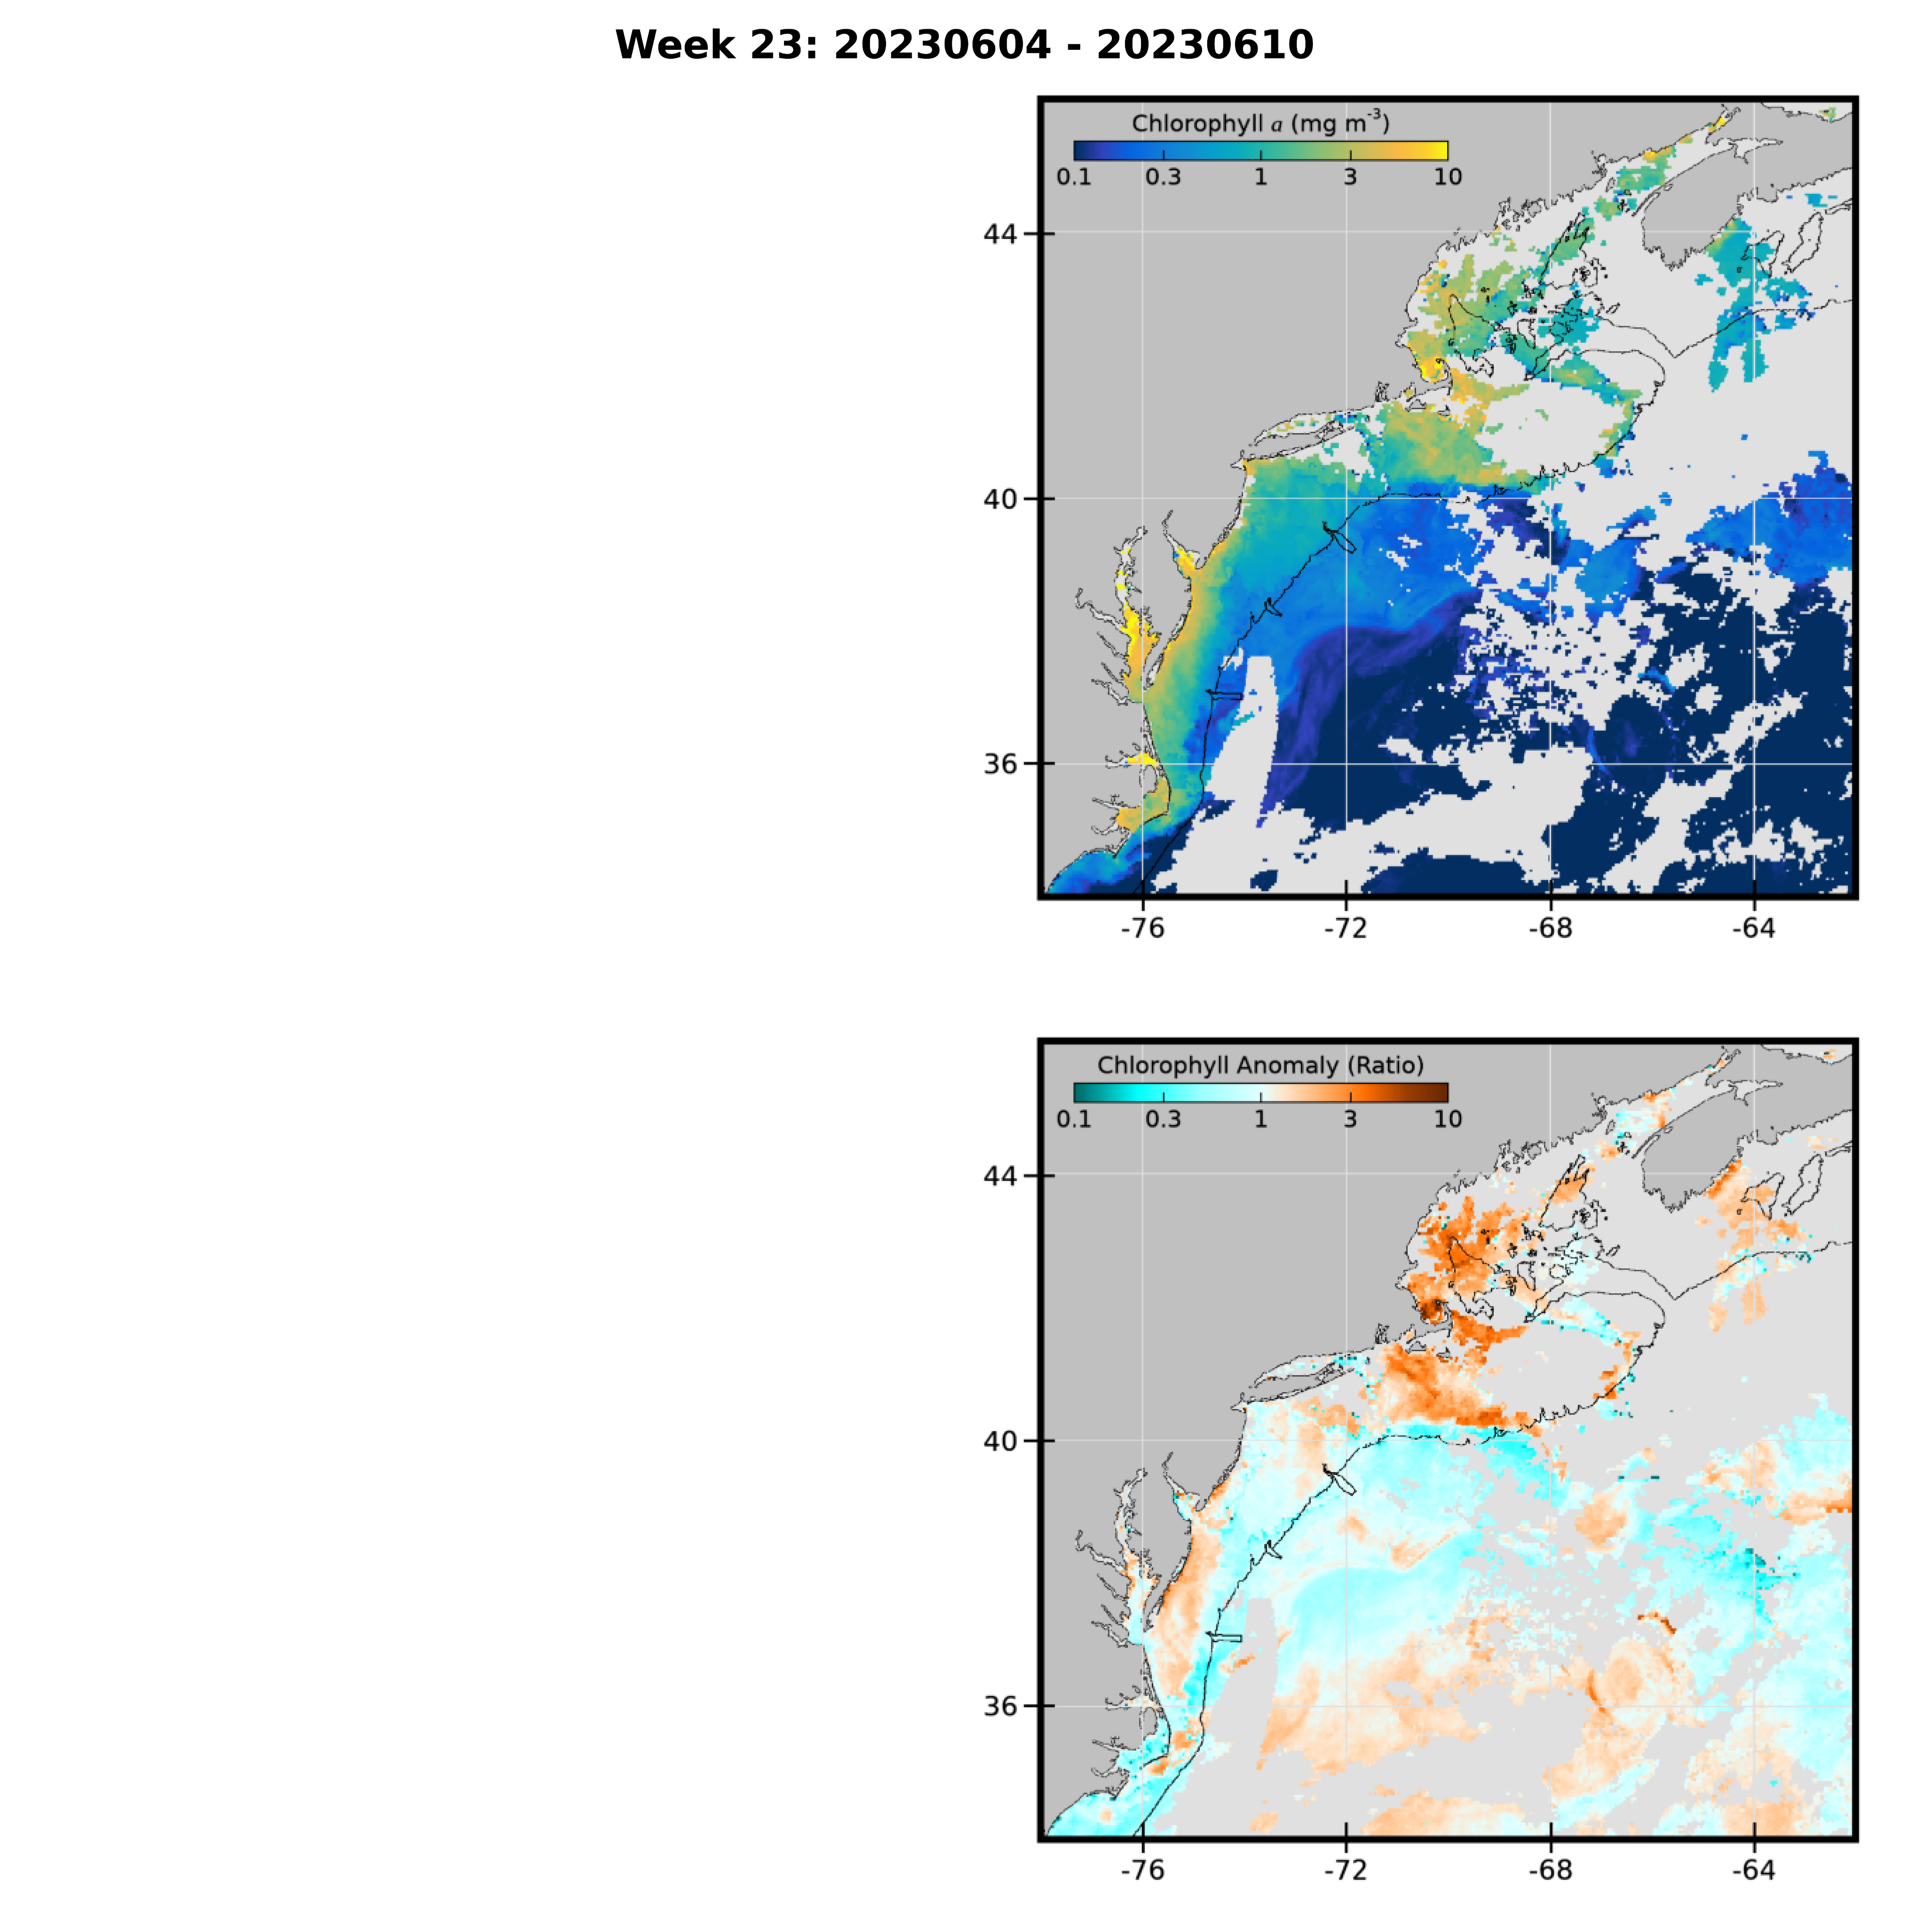 Week 23: 20230604 - 20230610
Chlorophyll a (mg m-3)
0.1 0.3 1 3 10
44
40
36
-76 -72 -68 -64
Chlorophyll Anomaly (Ratio)
0.1 0.3 1 3 10
44
40
36
-76 -72 -68 -64